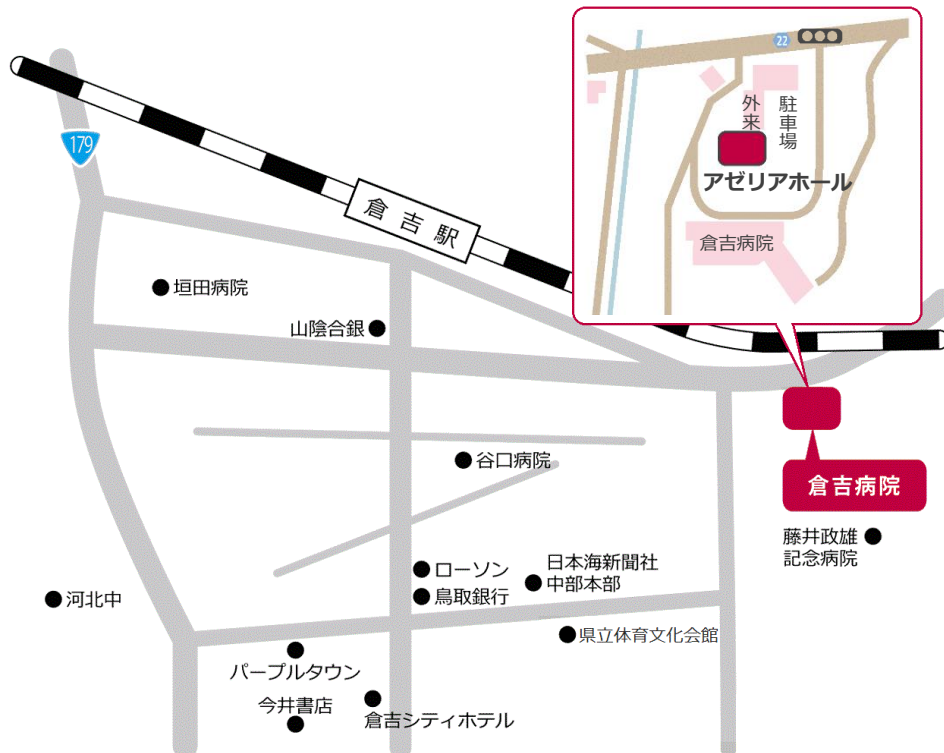 179
倉吉駅
22
外来
駐車場
アゼリアホール
倉吉病院
垣田病院
山陰合銀
谷口病院
倉吉病院
藤井政雄
記念病院
ローソン
鳥取銀行
日本海新聞社
中部本部
河北中
県立体育文化会館
パープルタウン
今井書店
倉吉シティホテル